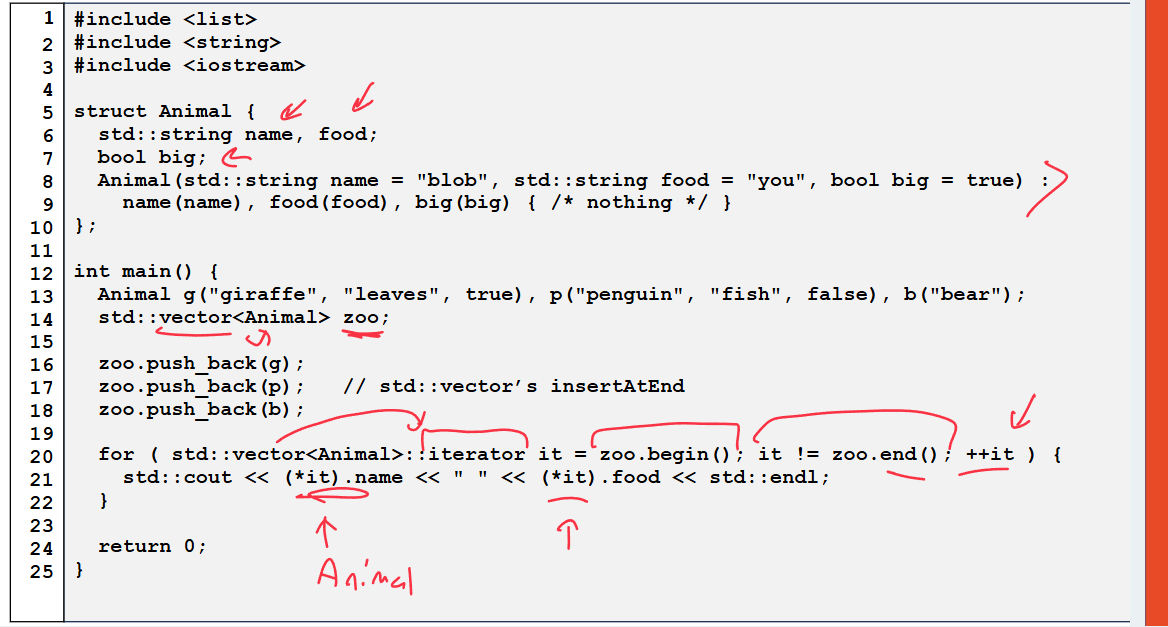 1 #include <list>
2 #include <string>
3 #include <iostream>
4
5 struct Animal {
6   std::string name, food;
7   bool big;
8   Animal(std::string name = "blob", std::string food = "you", bool big = true) :
9     name(name), food(food), big(big) { /* nothing */ }
10 };
11
12 int main() {
13   Animal g("giraffe", "leaves", true), p("penguin", "fish", false), b("bear");
14   std::vector<Animal> zoo;
15
16   zoo.push_back(g);
17   zoo.push_back(p);   // std::vector’s insertAtEnd
18   zoo.push_back(b);
19
20   for ( std::vector<Animal>::iterator it = zoo.begin(); it != zoo.end(); ++it ) {
21     std::cout << (*it).name << " " << (*it).food << std::endl;
22   }
23
24   return 0;
25 }
Animal